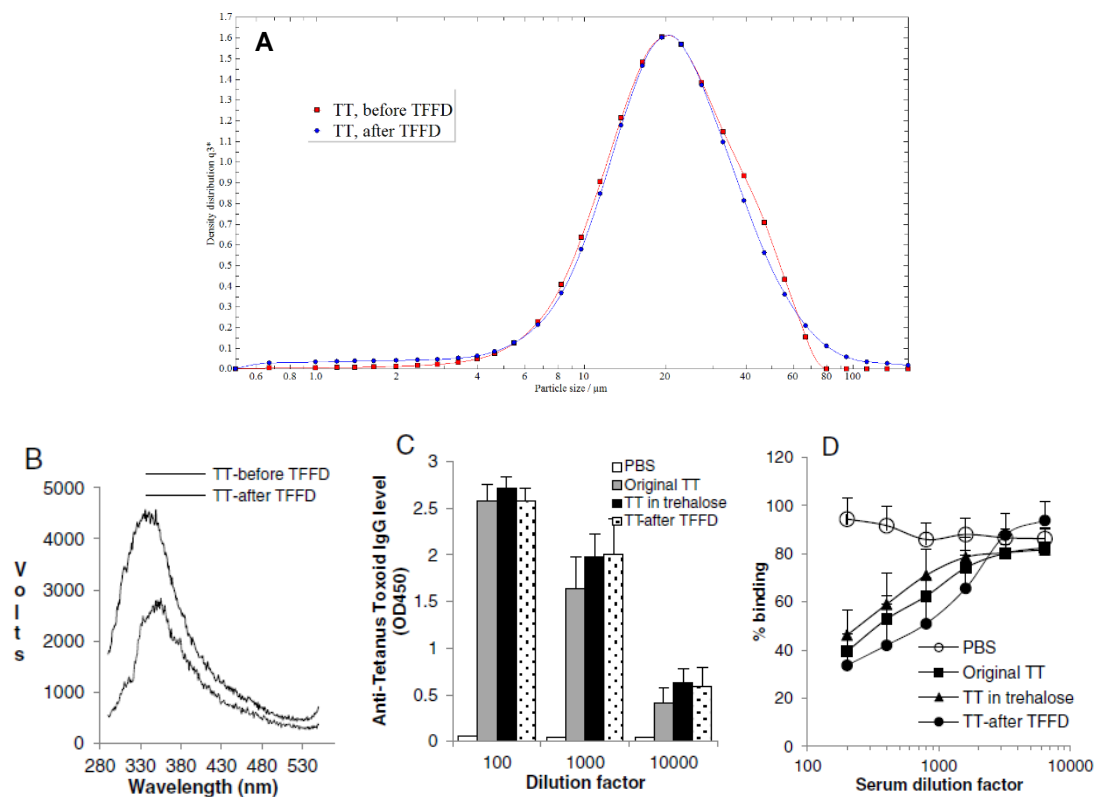 A
1.7
1.6
1.5
1.4
1.3
1.2
1.1
1.0
0.9
0.8
0.7
0.6
0.5
0.4
0.3
0.2
0.1
0.0
Density distribution q3*
TT, before TFFD
TT, after TFFD
0.6 0.8 1.0 2 4 6 8 10 20 40 60 80 100
Particle size / µm
B
TT-before TFFD
TT-after TFFD
5000
4000
3000
2000
1000
0
Volts
280 330 380 430 480 530
Wavelength (nm)
C
PBS
Original TT
TT in trehalose
TT-after TFFD
3
2.5
2
1.5
1
0.5
0
Anti-Tetanus Toxoid IgG level
(OD450)
100 1000 10000
Dilution factor
D
120
100
80
60
40
20
0
% binding
PBS
Original TT
TT in trehalose
TT-after TFFD
100 1000 10000
Serum dilution factor